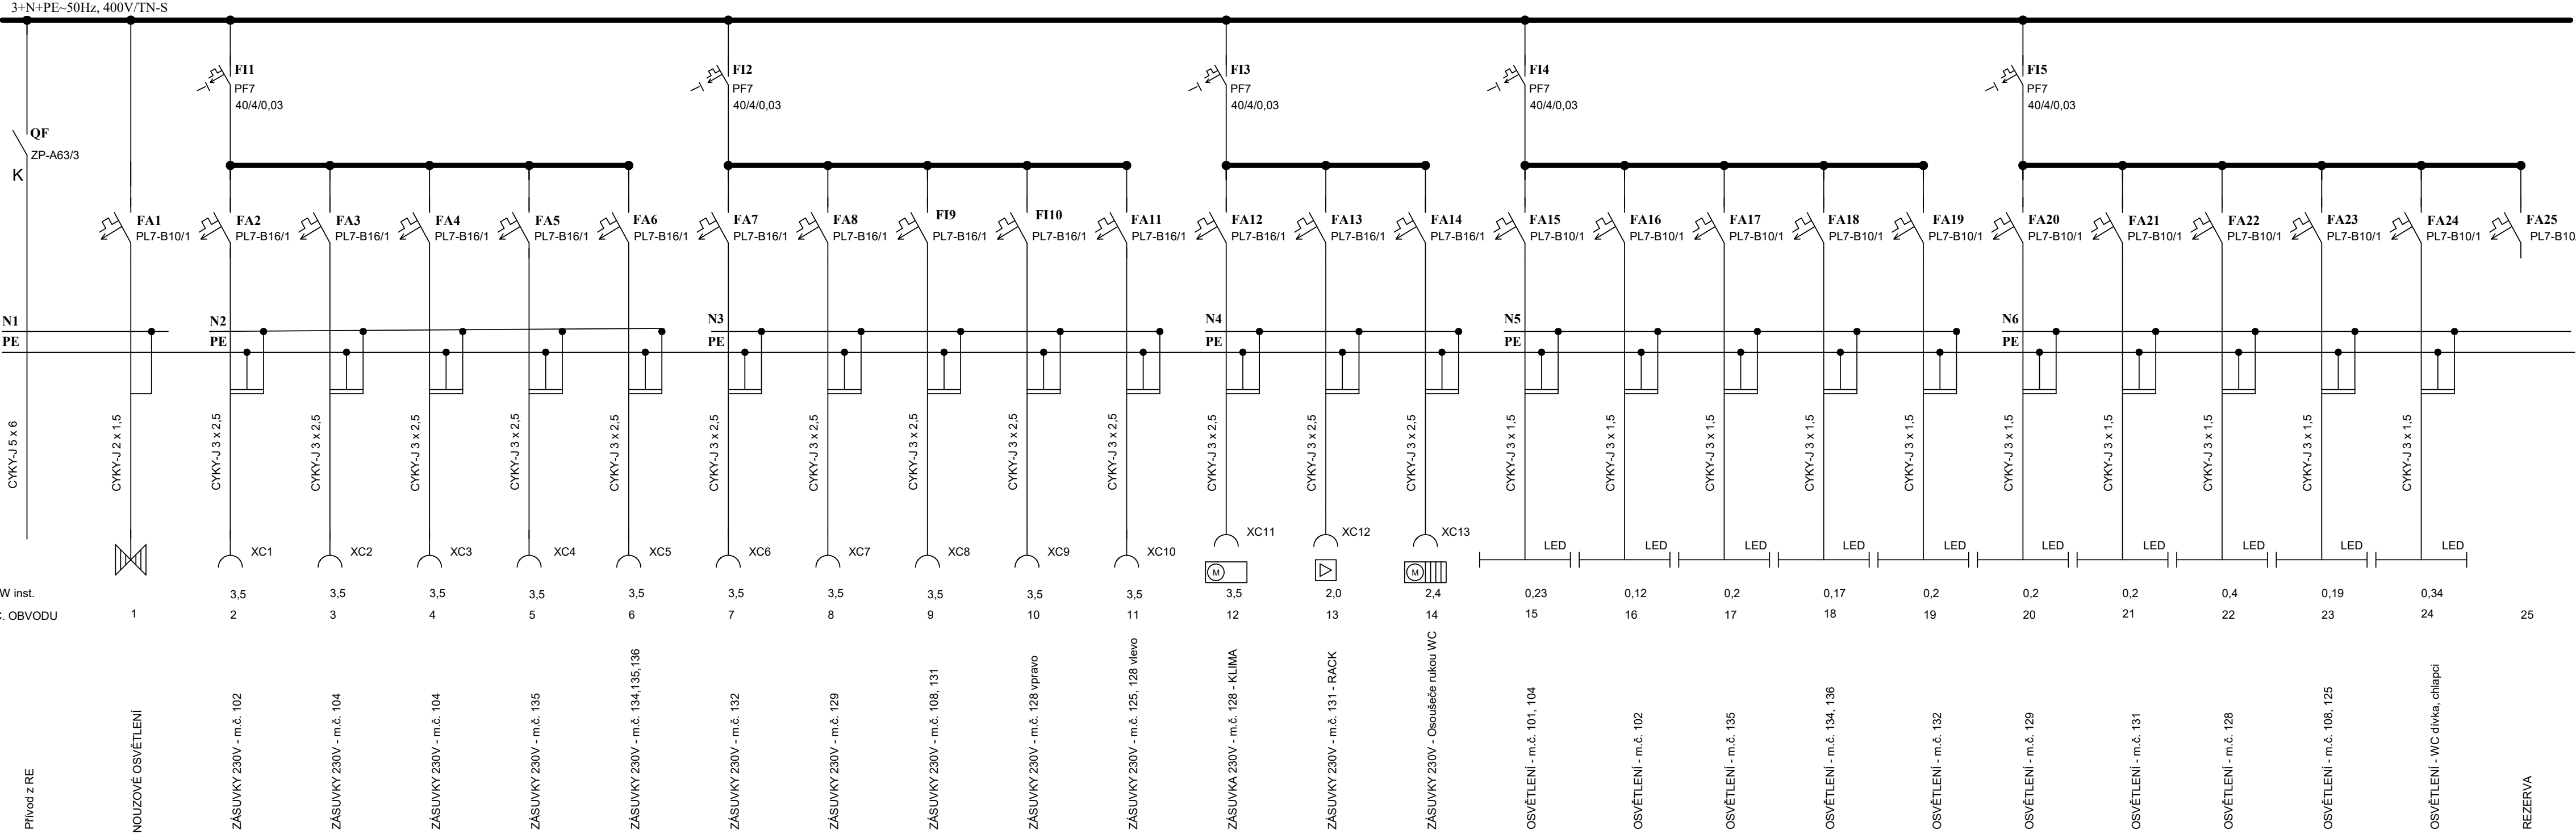 3+N+PE~50Hz, 400V/TN-S
FI1
PF7
40/4/0,03
FI2
PF7
40/4/0,03
FI3
PF7
40/4/0,03
FI4
PF7
40/4/0,03
FI5
PF7
40/4/0,03
QF
ZP-A63/3
K
FA1
PL7-B10/1
FA2
PL7-B16/1
FA3
PL7-B16/1
FA4
PL7-B16/1
FA5
PL7-B16/1
FA6
PL7-B16/1
FA7
PL7-B16/1
FA8
PL7-B16/1
FI9
PL7-B16/1
FI10
PL7-B16/1
FA11
PL7-B16/1
FA12
PL7-B16/1
FA13
PL7-B16/1
FA14
PL7-B16/1
FA15
PL7-B10/1
FA16
PL7-B10/1
FA17
PL7-B10/1
FA18
PL7-B10/1
FA19
PL7-B10/1
FA20
PL7-B10/1
FA21
PL7-B10/1
FA22
PL7-B10/1
FA23
PL7-B10/1
FA24
PL7-B10/1
FA25
PL7-B10
N1
PE
N2
PE
N3
PE
N4
PE
N5
PE
N6
PE
CYKY-J 5 x 6
CYKY-J 2 x 1,5
CYKY-J 3 x 2,5
CYKY-J 3 x 2,5
CYKY-J 3 x 2,5
CYKY-J 3 x 2,5
CYKY-J 3 x 2,5
CYKY-J 3 x 2,5
CYKY-J 3 x 2,5
CYKY-J 3 x 2,5
CYKY-J 3 x 2,5
CYKY-J 3 x 2,5
CYKY-J 3 x 2,5
CYKY-J 3 x 2,5
CYKY-J 3 x 2,5
CYKY-J 3 x 1,5
CYKY-J 3 x 1,5
CYKY-J 3 x 1,5
CYKY-J 3 x 1,5
CYKY-J 3 x 1,5
CYKY-J 3 x 1,5
CYKY-J 3 x 1,5
CYKY-J 3 x 1,5
CYKY-J 3 x 1,5
CYKY-J 3 x 1,5
XC1
XC2
XC3
XC4
XC5
XC6
XC7
XC8
XC9
XC10
XC11
M
XC12
XC13
M
LED
LED
LED
LED
LED
LED
LED
LED
LED
LED
W inst. 3,5 3,5 3,5 3,5 3,5 3,5 3,5 3,5 3,5 3,5 3,5 2,0 2,4 0,23 0,12 0,2 0,17 0,2 0,2 0,2 0,4 0,19 0,34
Č. OBVODU 1 2 3 4 5 6 7 8 9 10 11 12 13 14 15 16 17 18 19 20 21 22 23 24 25
Přívod z RE
NOUZOVÉ OSVĚTLENÍ
ZÁSUVKY 230V - m.č. 102
ZÁSUVKY 230V - m.č. 104
ZÁSUVKY 230V - m.č. 104
ZÁSUVKY 230V - m.č. 135
ZÁSUVKY 230V - m.č. 134,135,136
ZÁSUVKY 230V - m.č. 132
ZÁSUVKY 230V - m.č. 129
ZÁSUVKY 230V - m.č. 108, 131
ZÁSUVKY 230V - m.č. 128 vpravo
ZÁSUVKY 230V - m.č. 125, 128 vlevo
ZÁSUVKA 230V - m.č. 128 - KLIMA
ZÁSUVKY 230V - m.č. 131 - RACK
ZÁSUVKY 230V - Osoušeče rukou WC
OSVĚTLENÍ - m.č. 101, 104
OSVĚTLENÍ - m.č. 102
OSVĚTLENÍ - m.č. 135
OSVĚTLENÍ - m.č. 134, 136
OSVĚTLENÍ - m.č. 132
OSVĚTLENÍ - m.č. 129
OSVĚTLENÍ - m.č. 131
OSVĚTLENÍ - m.č. 128
OSVĚTLENÍ - m.č. 108, 125
OSVĚTLENÍ - WC dívka, chlapci
REZERVA